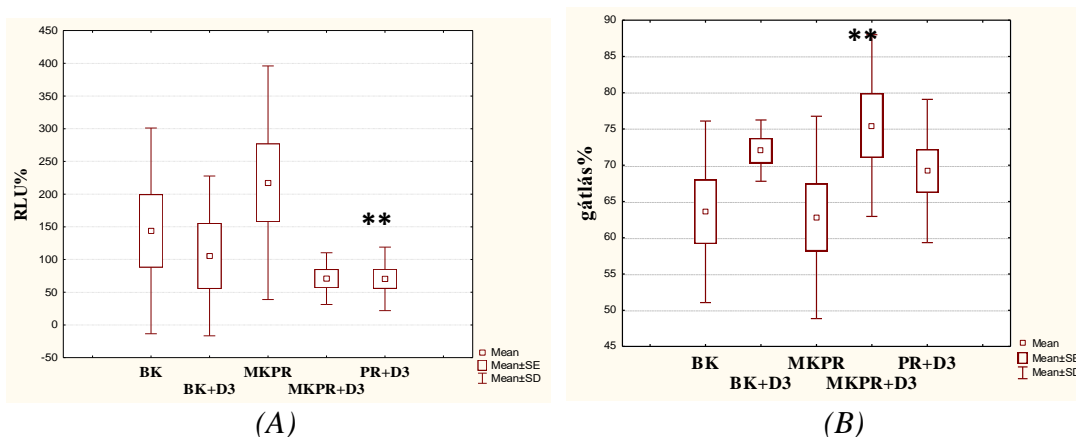 450
400
350
300
250
200
150
100
50
0
-50
RLU%
**
BK
BK+D3
MKPR
MKPR+D3
PR+D3
Mean
Mean±SE
Mean±SD
(A)
90
85
80
75
70
65
60
55
50
45
gátlás%
**
BK
BK+D3
MKPR
MKPR+D3
PR+D3
Mean
Mean±SE
Mean±SD
(B)